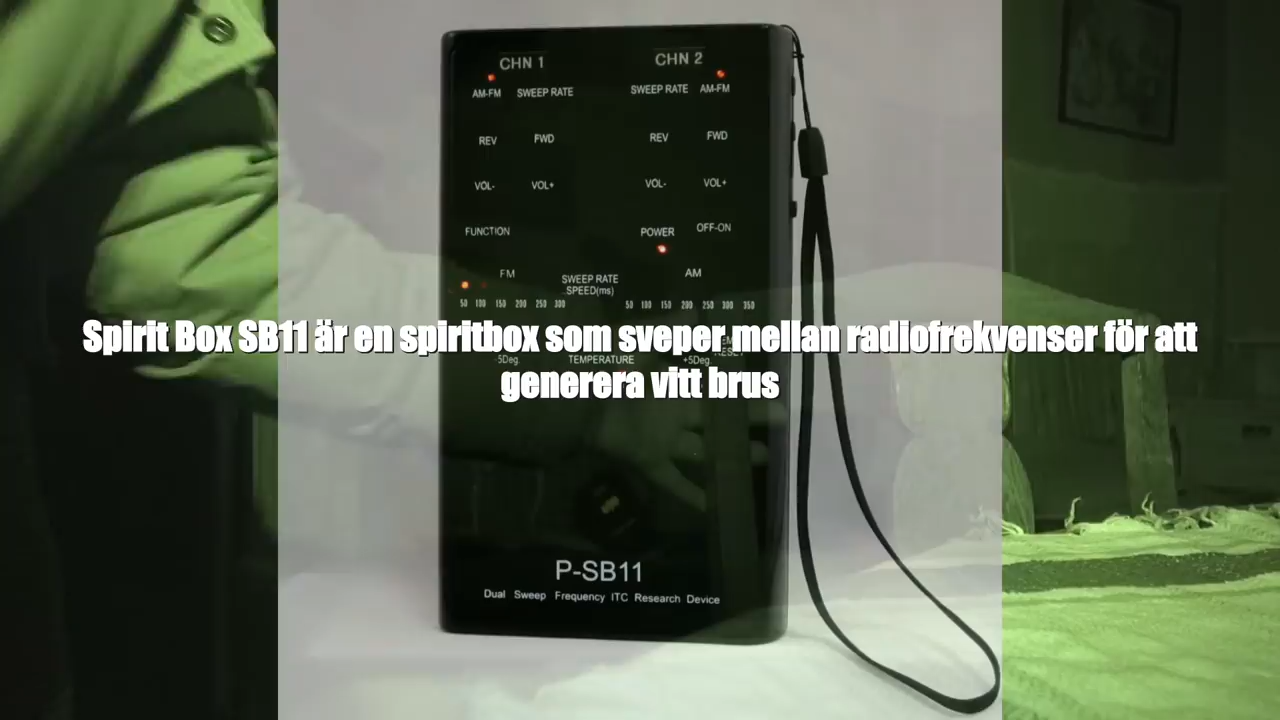 CHN 1 CHN 2
AM-FM SWEEP RATE SWEEP RATE AM-FM
REV FWD REV FWD
VOL- VOL+ VOL- VOL+
FUNCTION POWER OFF-ON
FM SWEEP RATE AM
SPEED(ms)
50 100 150 200 250 300 50 100 150 200 250 300 350
Spirit Box SB11 är en spiritbox som sveper mellan radiofrekvenser för att
-5Deg. TEMPERATURE +5Deg.
generera vitt brus
P-SB11
Dual Sweep Frequency ITC Research Device